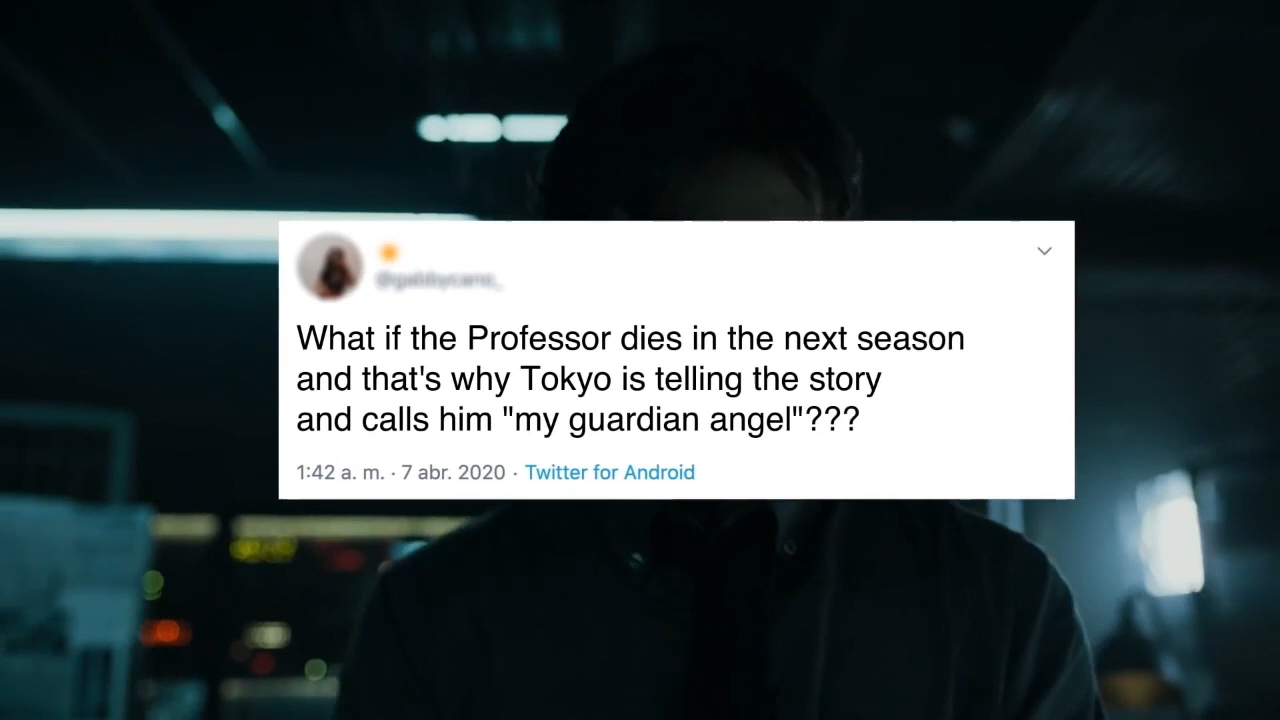 What if the Professor dies in the next season
and that's why Tokyo is telling the story
and calls him "my guardian angel"???
1:42 a. m. · 7 abr. 2020 · Twitter for Android